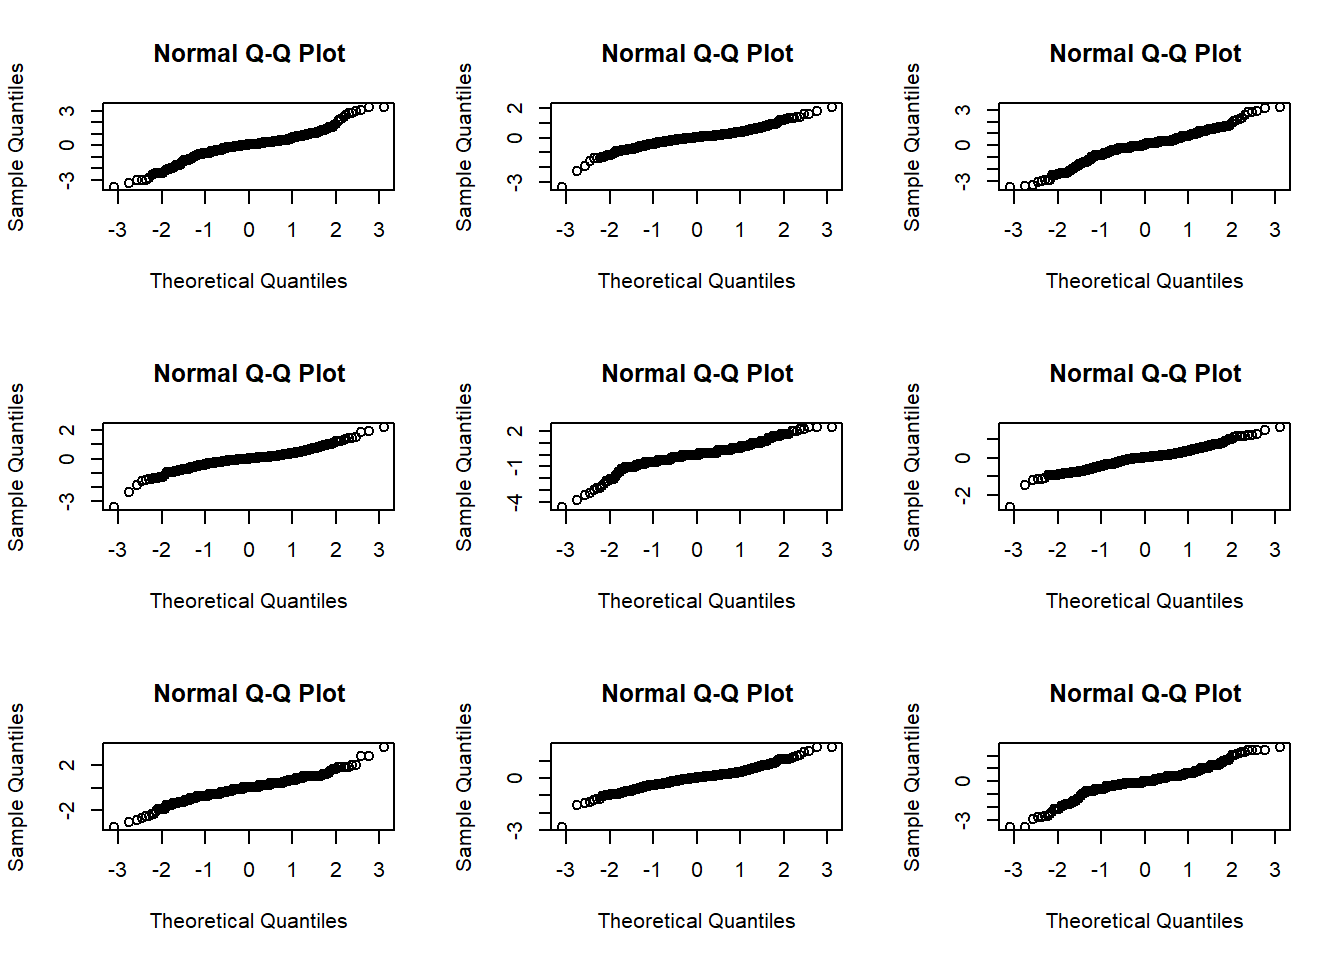 Normal Q-Q Plot
Sample Quantiles
3
0
-3
-3 -2 -1 0 1 2 3
Theoretical Quantiles
Normal Q-Q Plot
Sample Quantiles
2
0
-3
-3 -2 -1 0 1 2 3
Theoretical Quantiles
Normal Q-Q Plot
Sample Quantiles
3
0
-3
-3 -2 -1 0 1 2 3
Theoretical Quantiles
Normal Q-Q Plot
Sample Quantiles
2
0
-3
-3 -2 -1 0 1 2 3
Theoretical Quantiles
Normal Q-Q Plot
Sample Quantiles
2
-1
-4
-3 -2 -1 0 1 2 3
Theoretical Quantiles
Normal Q-Q Plot
Sample Quantiles
0
-2
-3 -2 -1 0 1 2 3
Theoretical Quantiles
Normal Q-Q Plot
Sample Quantiles
2
-2
-3 -2 -1 0 1 2 3
Theoretical Quantiles
Normal Q-Q Plot
Sample Quantiles
0
-3
-3 -2 -1 0 1 2 3
Theoretical Quantiles
Normal Q-Q Plot
Sample Quantiles
0
-3
-3 -2 -1 0 1 2 3
Theoretical Quantiles